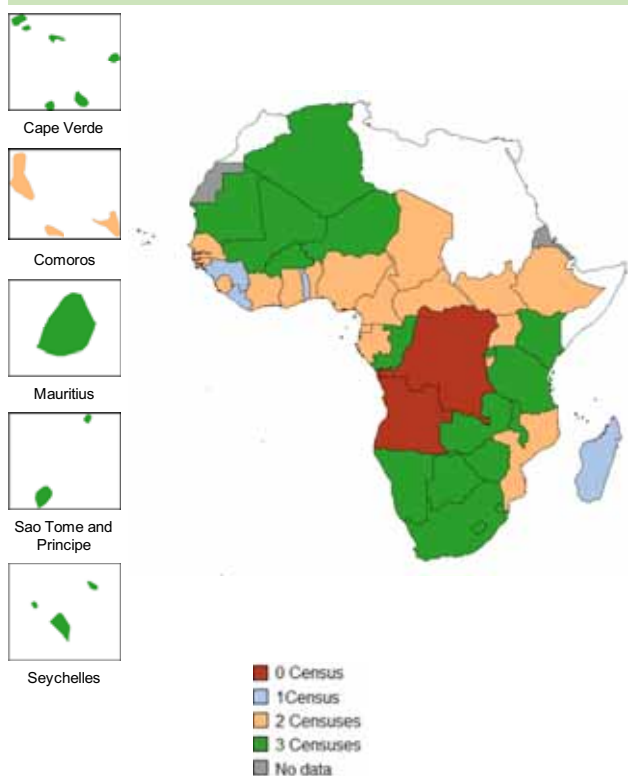 Cape Verde
Comoros
Mauritius
Sao Tome and
Principe
Seychelles
0 Census
1Census
2 Censuses
3 Censuses
No data